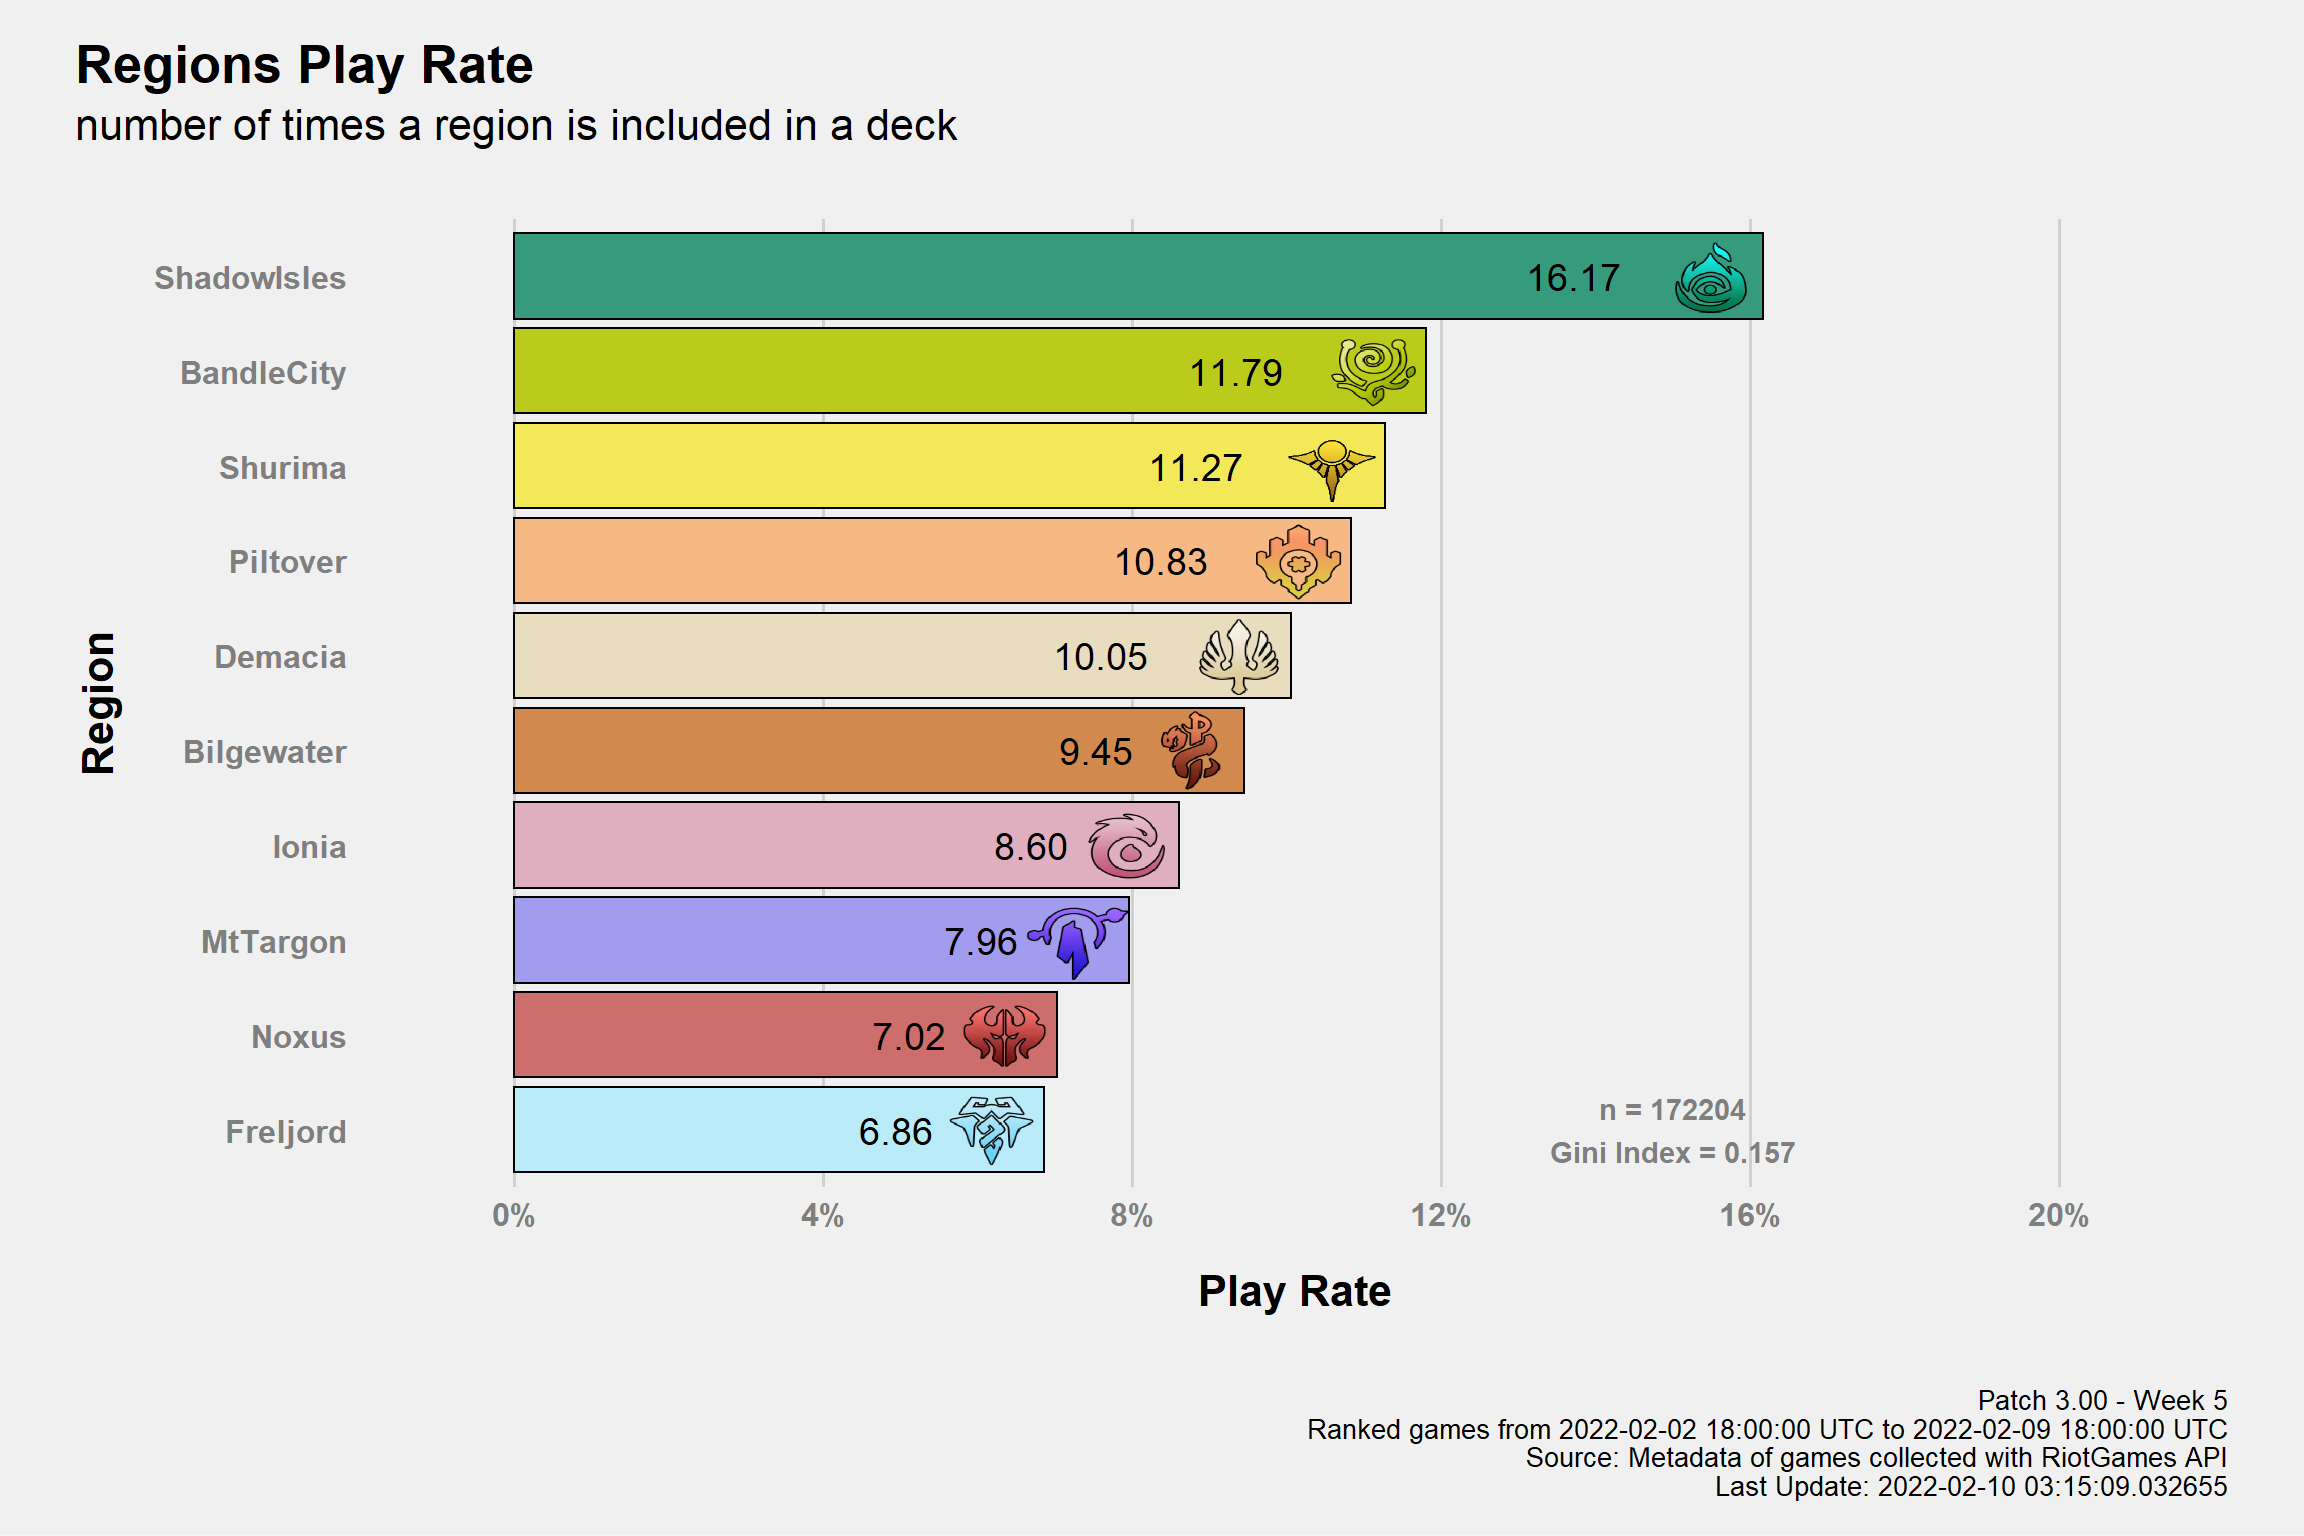 Regions Play Rate
number of times a region is included in a deck
Region
ShadowIsles 16.17
BandleCity 11.79
Shurima 11.27
Piltover 10.83
Demacia 10.05
Bilgewater 9.45
Ionia 8.60
MtTargon 7.96
Noxus 7.02
Freljord 6.86
n = 172204
Gini Index = 0.157
0% 4% 8% 12% 16% 20%
Play Rate
Patch 3.00 - Week 5
Ranked games from 2022-02-02 18:00:00 UTC to 2022-02-09 18:00:00 UTC
Source: Metadata of games collected with RiotGames API
Last Update: 2022-02-10 03:15:09.032655